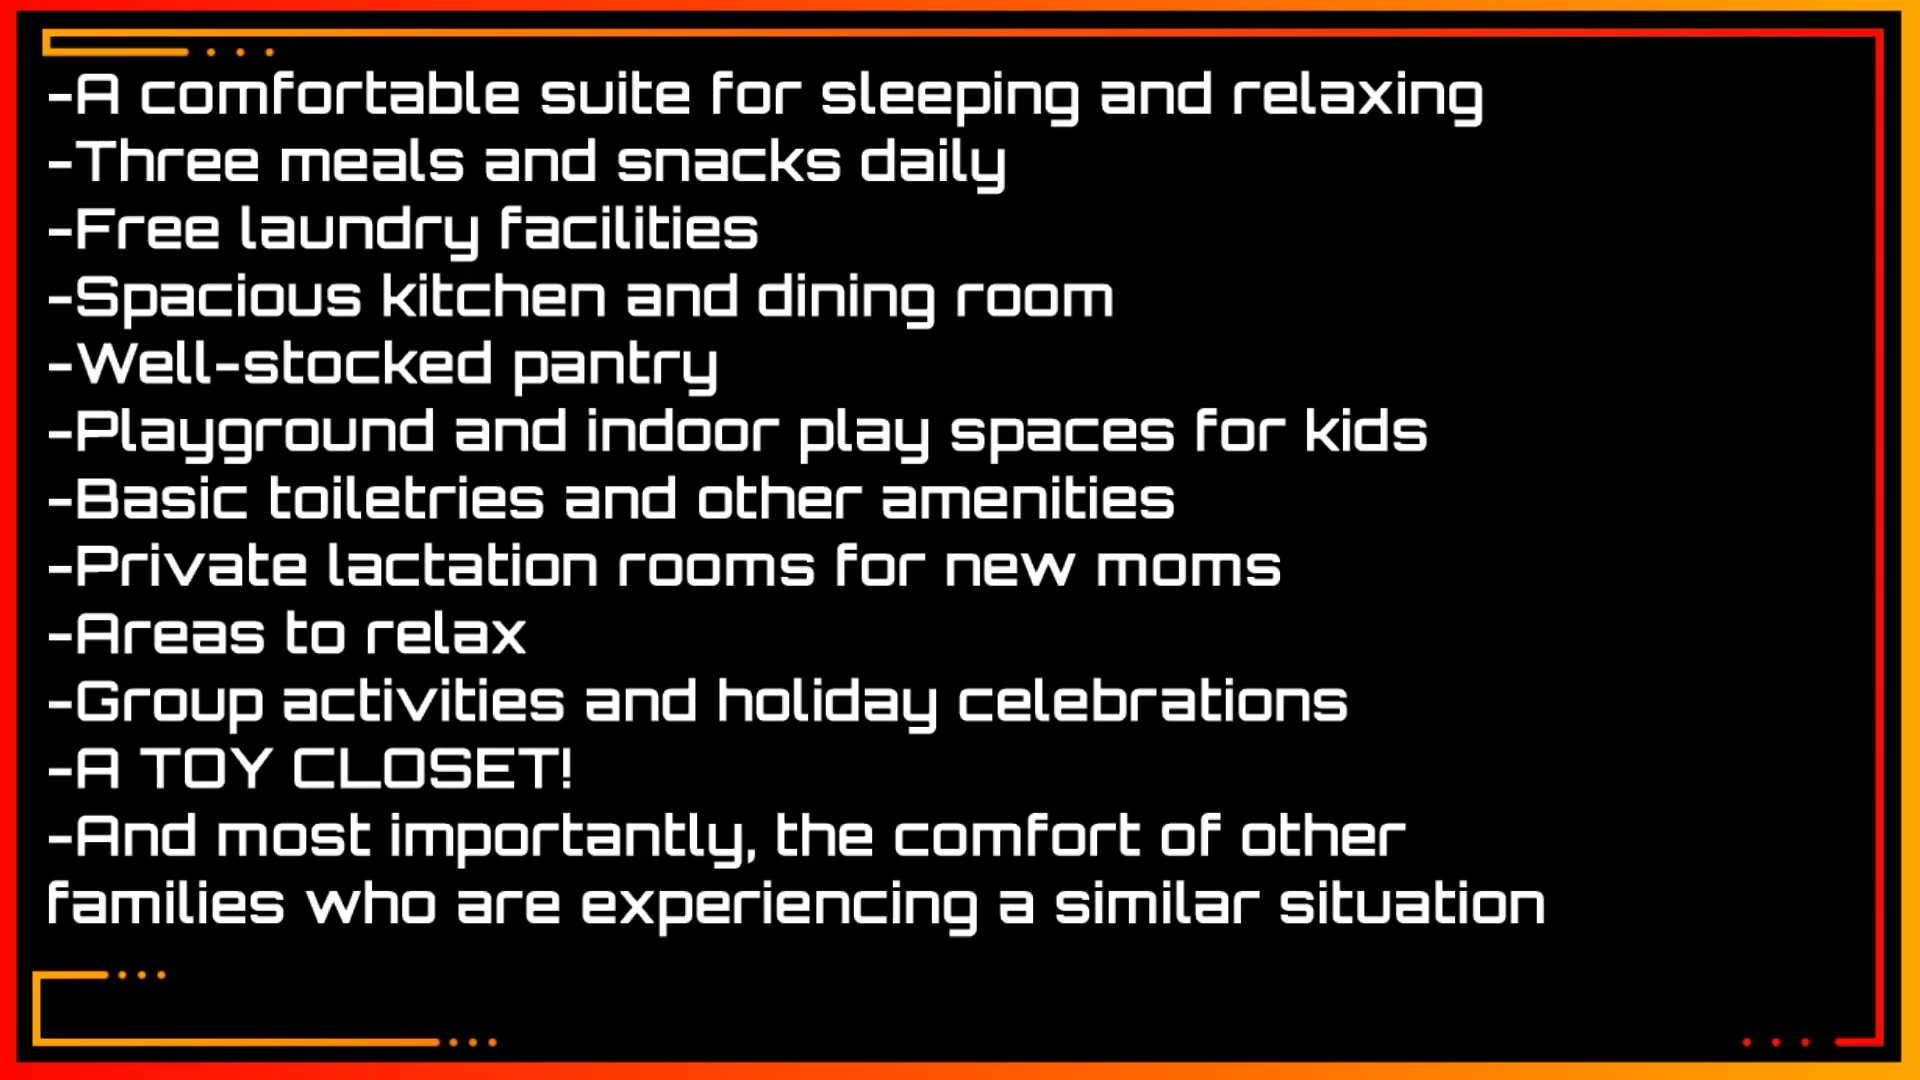 -A comfortable suite for sleeping and relaxing
-Three meals and snacks daily
-Free laundry facilities
-Spacious kitchen and dining room
-Well-stocked pantry
-Playground and indoor play spaces for kids
-Basic toiletries and other amenities
-Private lactation rooms for new moms
-Areas to relax
-Group activities and holiday celebrations
-A TOY CLOSET!
-And most importantly, the comfort of other
families who are experiencing a similar situation